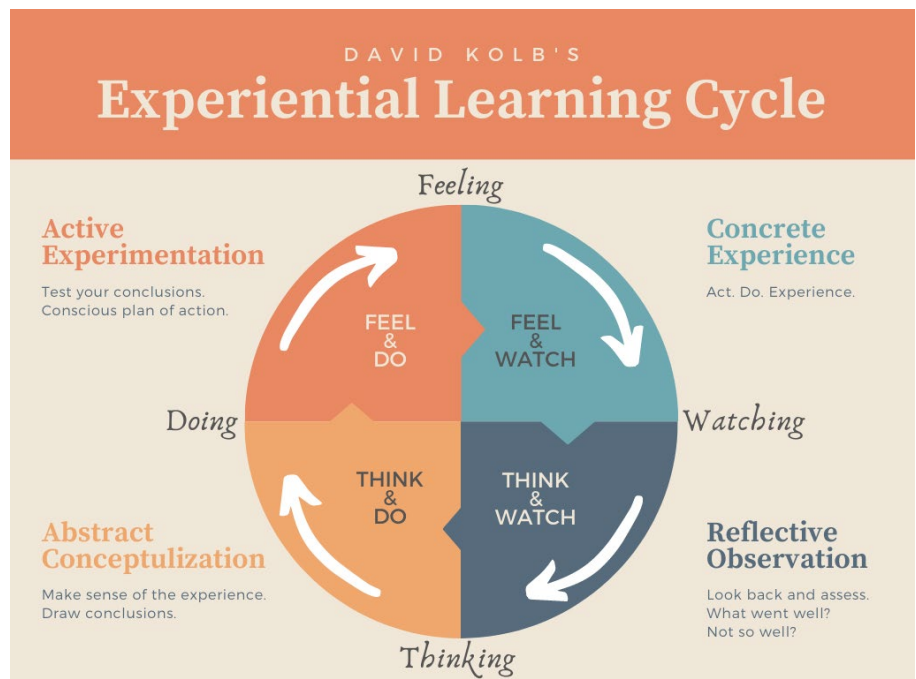 DAVID KOLB'S
Experiential Learning Cycle
Feeling
Active
Experimentation
Test your conclusions.
Conscious plan of action.
Concrete
Experience
Act. Do. Experience.
FEEL
&
DO
FEEL
&
WATCH
Doing
Watching
THINK
&
DO
THINK
&
WATCH
Abstract
Conceptulization
Make sense of the experience.
Draw conclusions.
Reflective
Observation
Look back and assess.
What went well?
Not so well?
Thinking